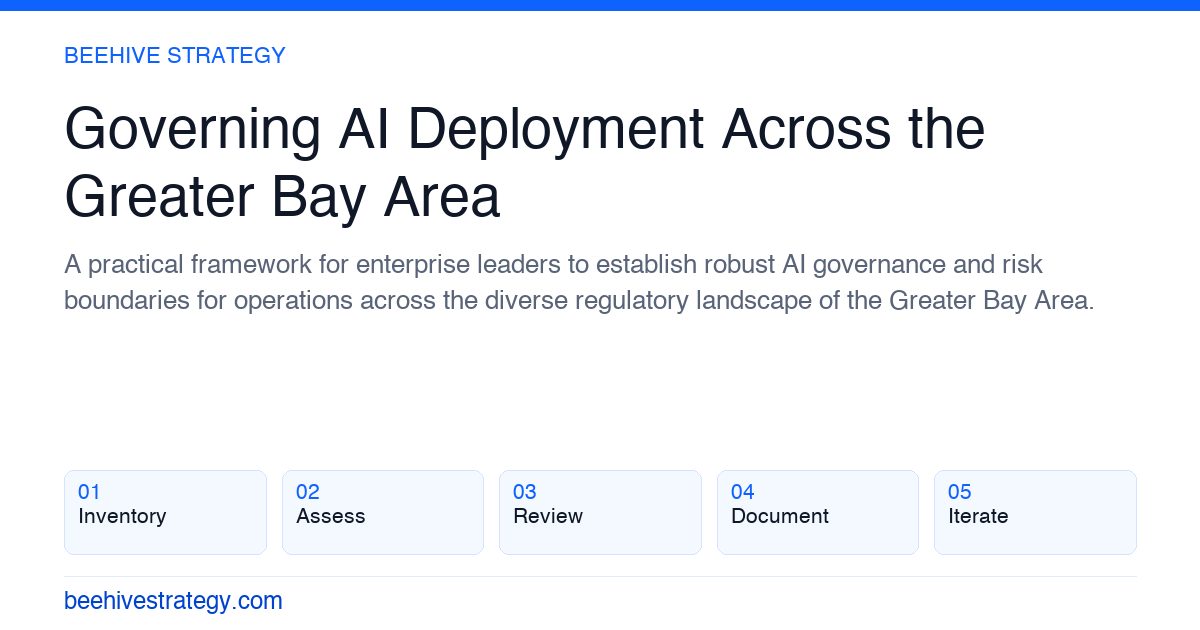 BEEHIVE STRATEGY
Governing AI Deployment Across the
Greater Bay Area
A practical framework for enterprise leaders to establish robust AI governance and risk
boundaries for operations across the diverse regulatory landscape of the Greater Bay Area.
01
Inventory
02
Assess
03
Review
04
Document
05
Iterate
beehivestrategy.com